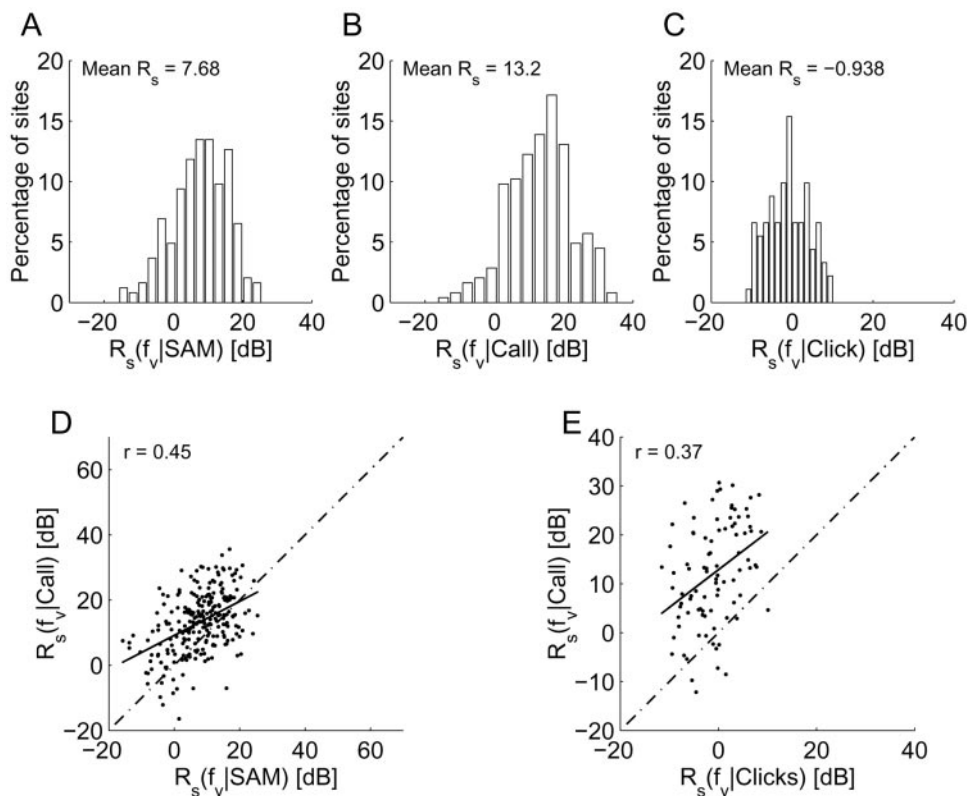 A
B
C
Mean R_s = 7.68
Mean R_s = 13.2
Mean R_s = −0.938
Percentage of sites
20
15
10
5
0
−20 0 20 40
R_s(f_v|SAM) [dB]
Percentage of sites
20
15
10
5
0
−20 0 20 40
R_s(f_v|Call) [dB]
Percentage of sites
20
15
10
5
0
−20 0 20 40
R_s(f_v|Click) [dB]
D
r = 0.45
R_s(f_v|Call) [dB]
60
40
20
0
−20
−20 0 20 40 60
R_s(f_v|SAM) [dB]
E
r = 0.37
R_s(f_v|Call) [dB]
40
30
20
10
0
−10
−20
−20 0 20 40
R_s(f_v|Clicks) [dB]